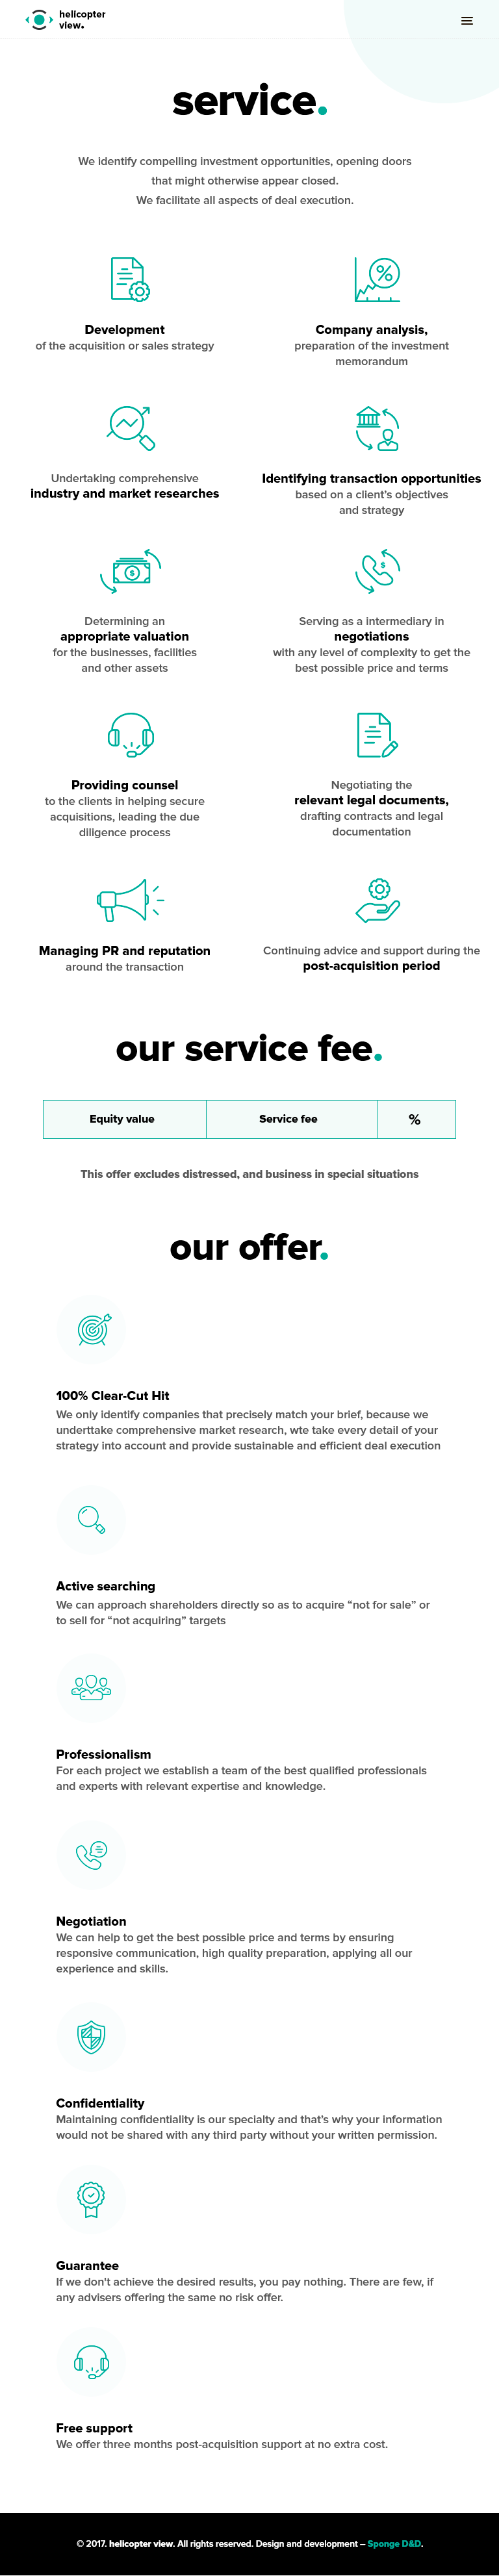 helicopter
view.
service.
We identify compelling investment opportunities, opening doors
that might otherwise appear closed.
We facilitate all aspects of deal execution.
Development
of the acquisition or sales strategy
Company analysis,
preparation of the investment
memorandum
Undertaking comprehensive
industry and market researches
Identifying transaction opportunities
based on a client's objectives
and strategy
Determining an
appropriate valuation
for the businesses, facilities
and other assets
Serving as a intermediary in
negotiations
with any level of complexity to get the
best possible price and terms
Providing counsel
to the clients in helping secure
acquisitions, leading the due
diligence process
Negotiating the
relevant legal documents,
drafting contracts and legal
documentation
Managing PR and reputation
around the transaction
Continuing advice and support during the
post-acquisition period
our service fee.
Equity value Service fee %
This offer excludes distressed, and business in special situations
our offer.
100% Clear-Cut Hit
We only identify companies that precisely match your brief, because we
underttake comprehensive market research, wte take every detail of your
strategy into account and provide sustainable and efficient deal execution
Active searching
We can approach shareholders directly so as to acquire “not for sale” or
to sell for “not acquiring” targets
Professionalism
For each project we establish a team of the best qualified professionals
and experts with relevant expertise and knowledge.
Negotiation
We can help to get the best possible price and terms by ensuring
responsive communication, high quality preparation, applying all our
experience and skills.
Confidentiality
Maintaining confidentiality is our specialty and that's why your information
would not be shared with any third party without your written permission.
Guarantee
If we don't achieve the desired results, you pay nothing. There are few, if
any advisers offering the same no risk offer.
Free support
We offer three months post-acquisition support at no extra cost.
© 2017. helicopter view. All rights reserved. Design and development – Sponge D&D.